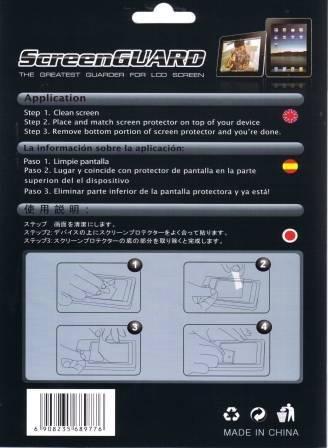 ScreenGUARD
THE GREATEST GUARDER FOR LCD SCREEN
Application
Step 1. Clean screen
Step 2. Place and match screen protector on top of your device
Step 3. Remove bottom portion of screen protector and you're done.
La información sobre la aplicación:
Paso 1. Limpie pantalla
Paso 2. Lugar y coincide con protector de pantalla en la parte
superion del el dispositivo
Paso 3. Eliminar parte inferior de la pantalla protectora y ya está!
使用説明:
ステップ 画面を清潔にします。
ステップ2: デバイスの上にスクリーンプロテクターをよく合って貼ります。
ステップ3: スクリーンプロテクターの底の部分を取り除くと完成します。
1
2
3
4
6 908235 689776
MADE IN CHINA